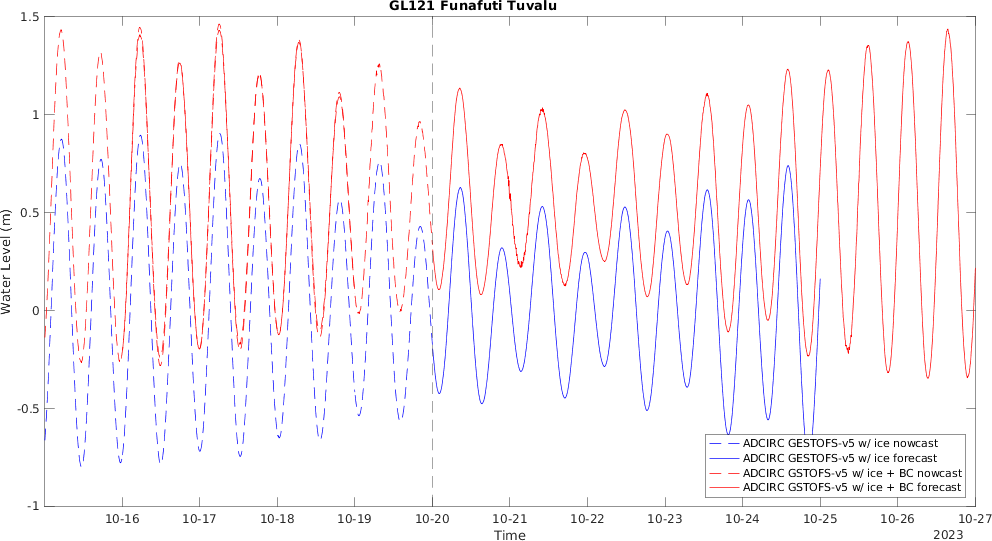 GL121 Funafuti Tuvalu
1.5
1
0.5
0
-0.5
-1
Water Level (m)
ADCIRC GESTOFS-v5 w/ ice nowcast
ADCIRC GESTOFS-v5 w/ ice forecast
ADCIRC GSTOFS-v5 w/ ice + BC nowcast
ADCIRC GSTOFS-v5 w/ ice + BC forecast
10-16 10-17 10-18 10-19 10-20 10-21 10-22 10-23 10-24 10-25 10-26 10-27
Time
2023